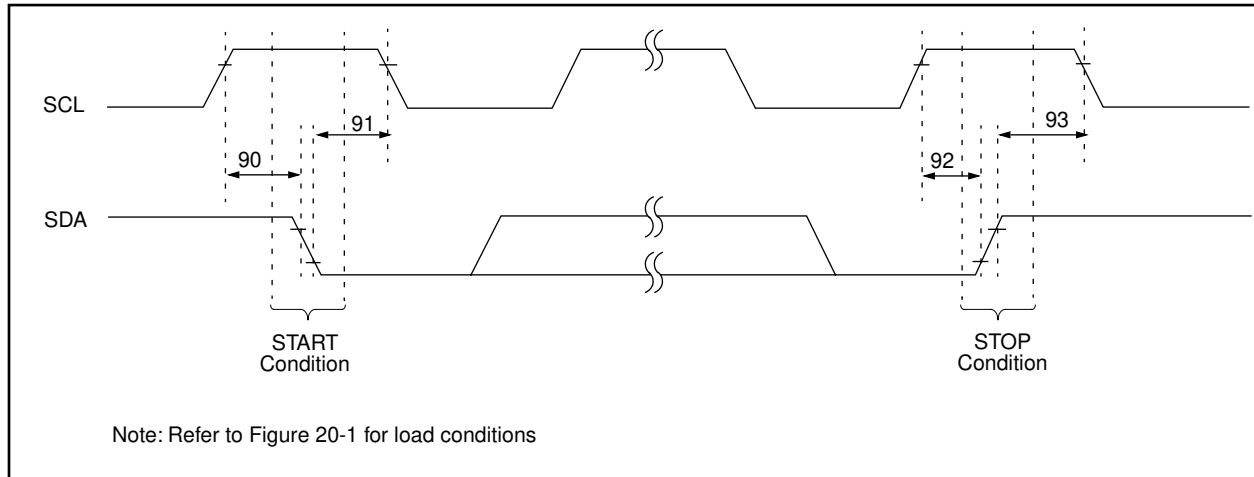 SCL
91
93
90
92
SDA
START
Condition
STOP
Condition
Note: Refer to Figure 20-1 for load conditions